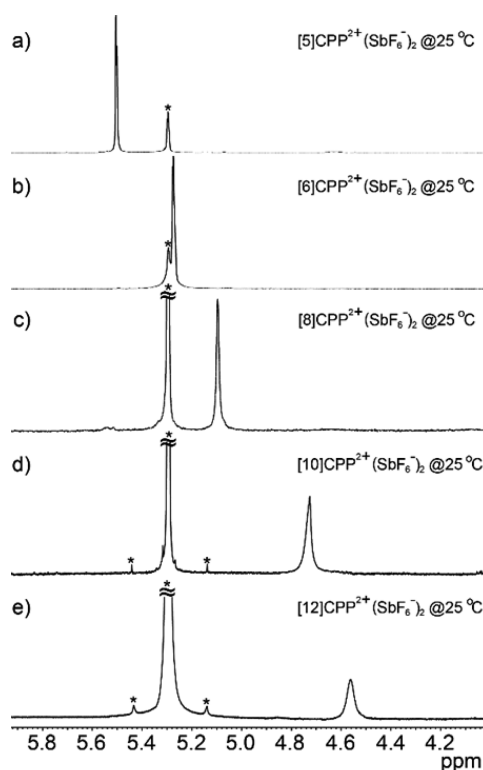 a) [5]CPP²⁺(SbF₆⁻)₂ @25 °C
*
b) [6]CPP²⁺(SbF₆⁻)₂ @25 °C
*
*
c) [8]CPP²⁺(SbF₆⁻)₂ @25 °C
*
d) [10]CPP²⁺(SbF₆⁻)₂ @25 °C
* *
*
e) [12]CPP²⁺(SbF₆⁻)₂ @25 °C
* *
5.8 5.6 5.4 5.2 5.0 4.8 4.6 4.4 4.2
ppm